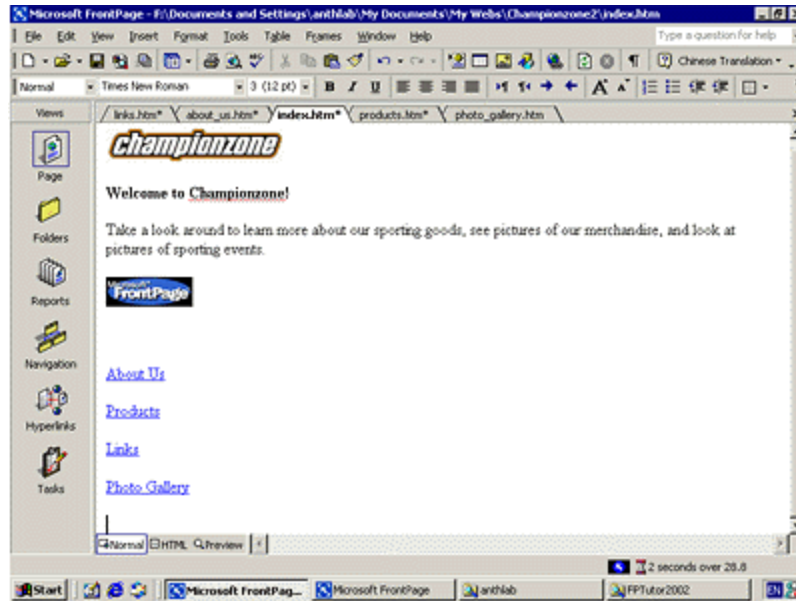 Microsoft FrontPage - F:\Documents and Settings\anthlab\My Documents\My Webs\Championzone2\index.htm
File Edit View Insert Format Tools Table Frames Window Help Type a question for help
Chinese Translation
Normal Times New Roman 3 (12 pt) B I U
Views links.htm* about_us.htm* index.htm* products.htm* photo_gallery.htm
championzone
Page
Welcome to Championzone!
Take a look around to learn more about our sporting goods, see pictures of our merchandise, and look at
Folders
pictures of sporting events.
Microsoft
FrontPage
Reports
Navigation
About Us
Products
Hyperlinks
Links
Tasks
Photo Gallery
Normal HTML Preview
2 seconds over 28.8
Start Microsoft FrontPag... Microsoft FrontPage anthlab FPTutor2002 EN